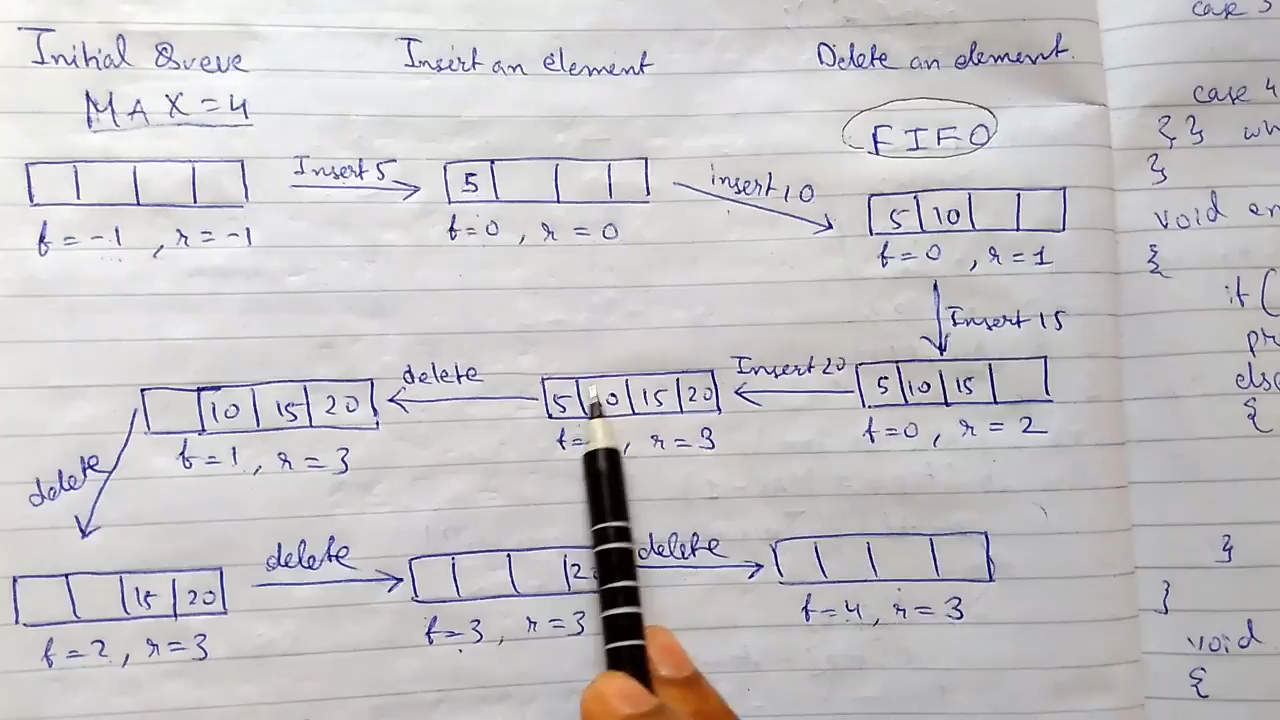 Initial Queue
Insert an element
Delete an element.
MAX=4
FIFO
Insert 5
5
insert 10
5 10
f=-1, r=-1
f=0, r=0
f=0, r=1
Insert 15
delete
Insert 20
10 15 20
5 10 15 20
5 10 15
f=1, r=3
f= , r=3
f=0, r=2
delete
delete
delete
15 20
f=2, r=3
f=3, r=3
f=4, r=3
case 4
}} wh
}
void en
{
if (
pr
else
{
}
}
void
{